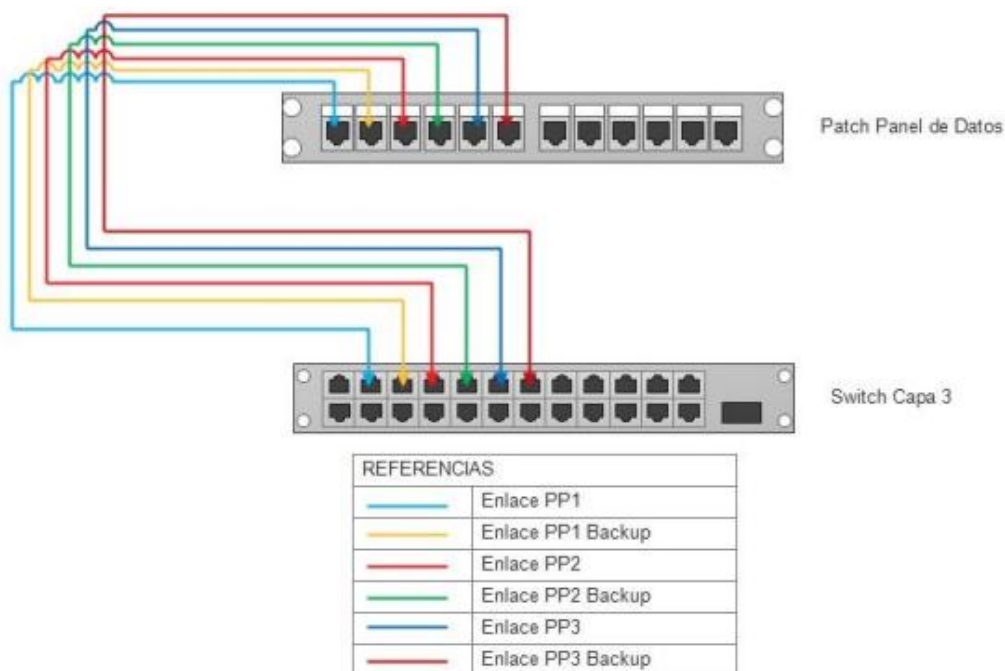 Patch Panel de Datos
Switch Capa 3
REFERENCIAS
Enlace PP1
Enlace PP1 Backup
Enlace PP2
Enlace PP2 Backup
Enlace PP3
Enlace PP3 Backup